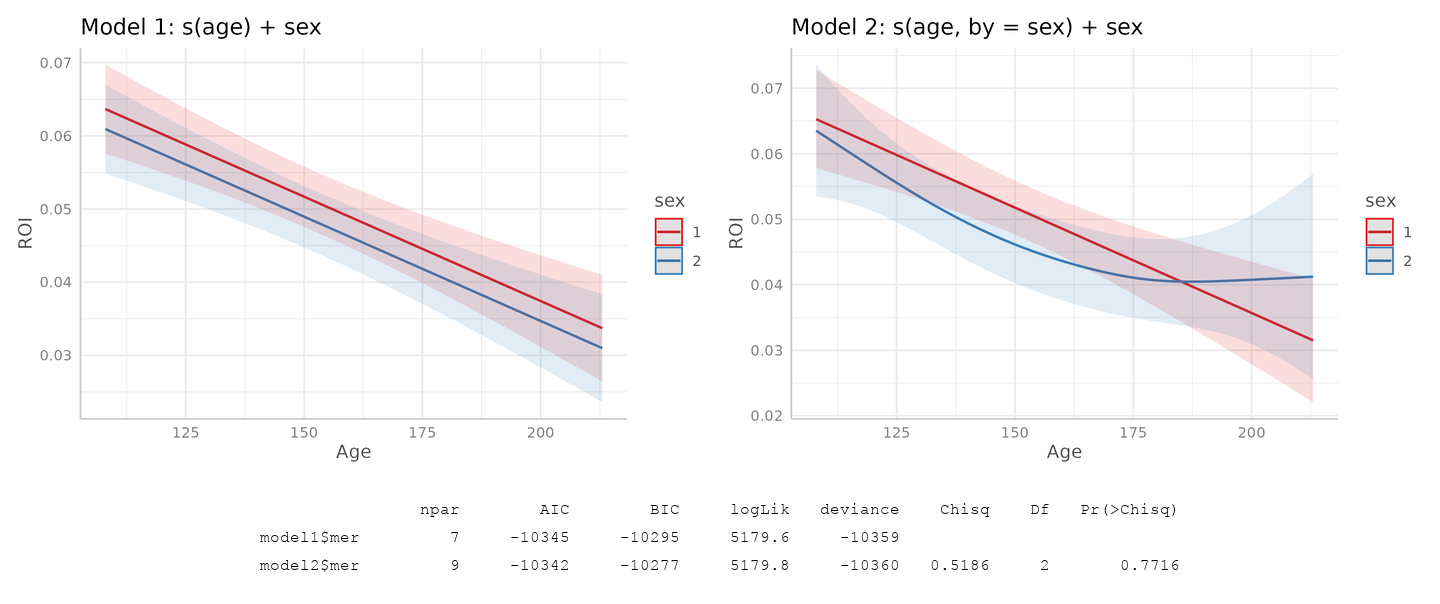 Model 1: s(age) + sex
0.07
0.06
0.05
0.04
0.03
ROI
125 150 175 200
Age
sex
1
2
Model 2: s(age, by = sex) + sex
0.07
0.06
0.05
0.04
0.03
0.02
ROI
125 150 175 200
Age
sex
1
2
npar AIC BIC logLik deviance Chisq Df Pr(>Chisq)
model1$mer 7 -10345 -10295 5179.6 -10359
model2$mer 9 -10342 -10277 5179.8 -10360 0.5186 2 0.7716